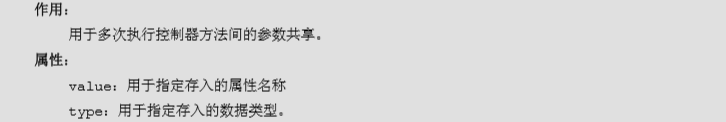 作用：
用于多次执行控制器方法间的参数共享。
属性：
value：用于指定存入的属性名称
type：用于指定存入的数据类型。